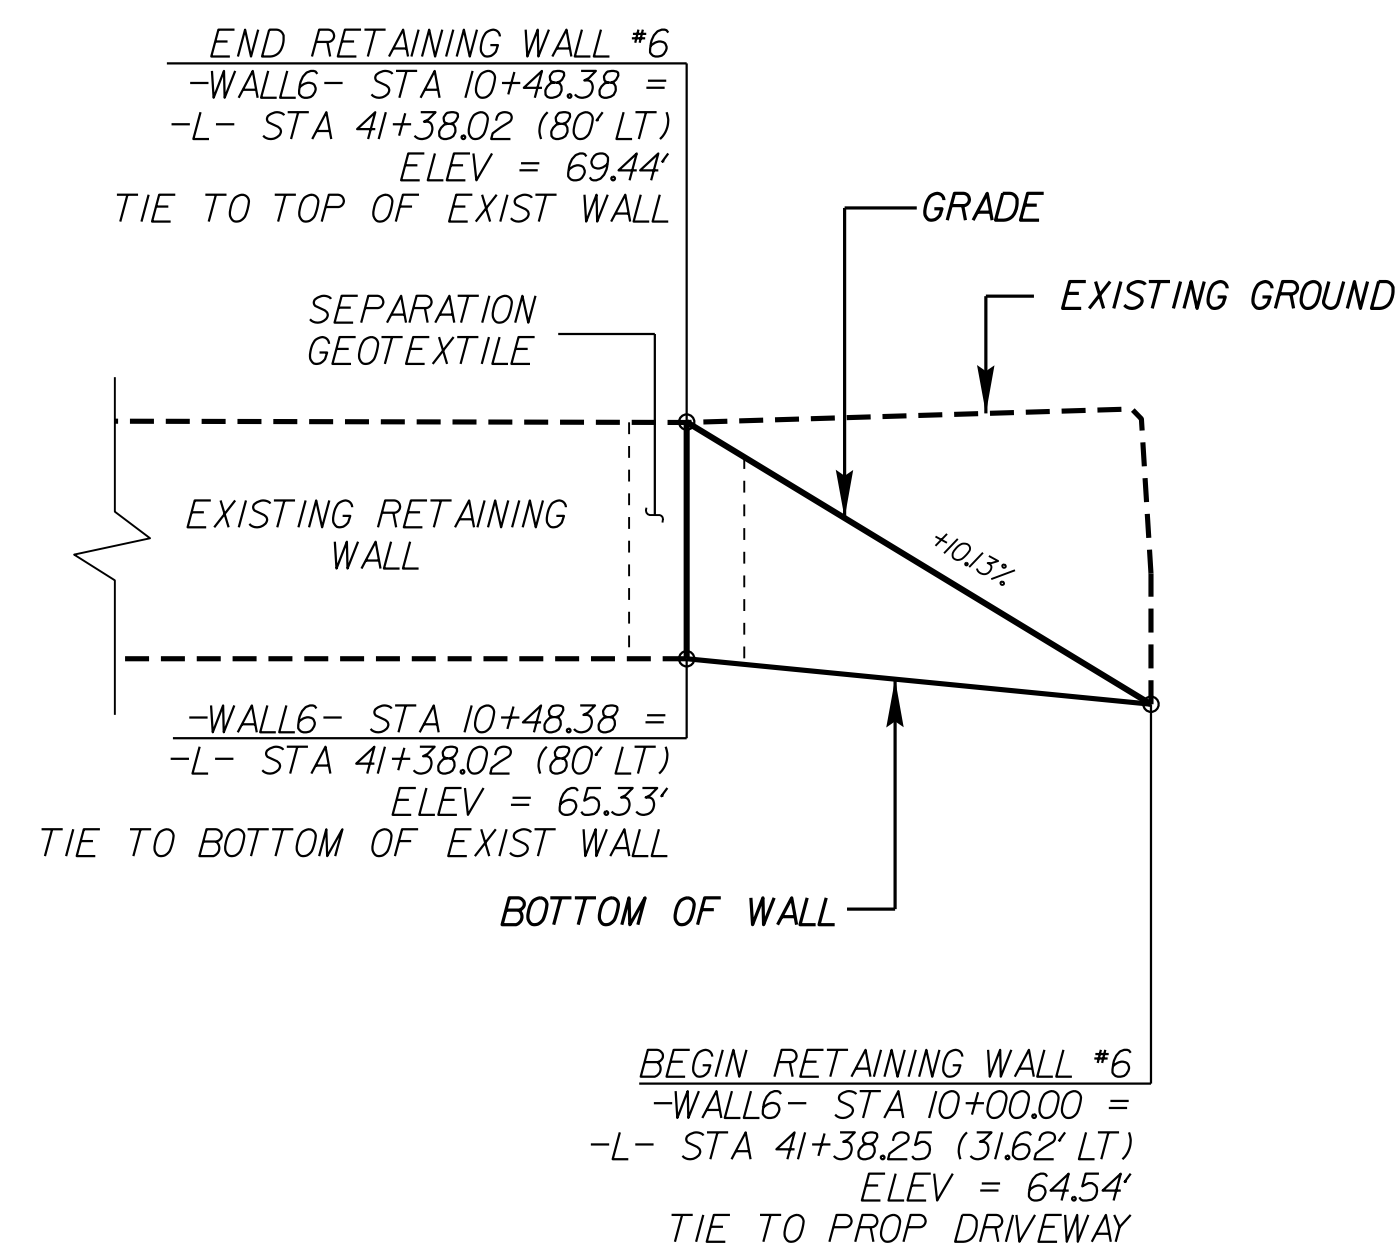 END RETAINING WALL #6
-WALL6- STA 10+48.38 =
-L- STA 41+38.02 (80' LT)
ELEV = 69.44'
TIE TO TOP OF EXIST WALL
GRADE
EXISTING GROUND
SEPARATION
GEOTEXTILE
EXISTING RETAINING
WALL
+10.13%
-WALL6- STA 10+48.38 =
-L- STA 41+38.02 (80' LT)
ELEV = 65.33'
TIE TO BOTTOM OF EXIST WALL
BOTTOM OF WALL
BEGIN RETAINING WALL #6
-WALL6- STA 10+00.00 =
-L- STA 41+38.25 (31.62' LT)
ELEV = 64.54'
TIE TO PROP DRIVEWAY